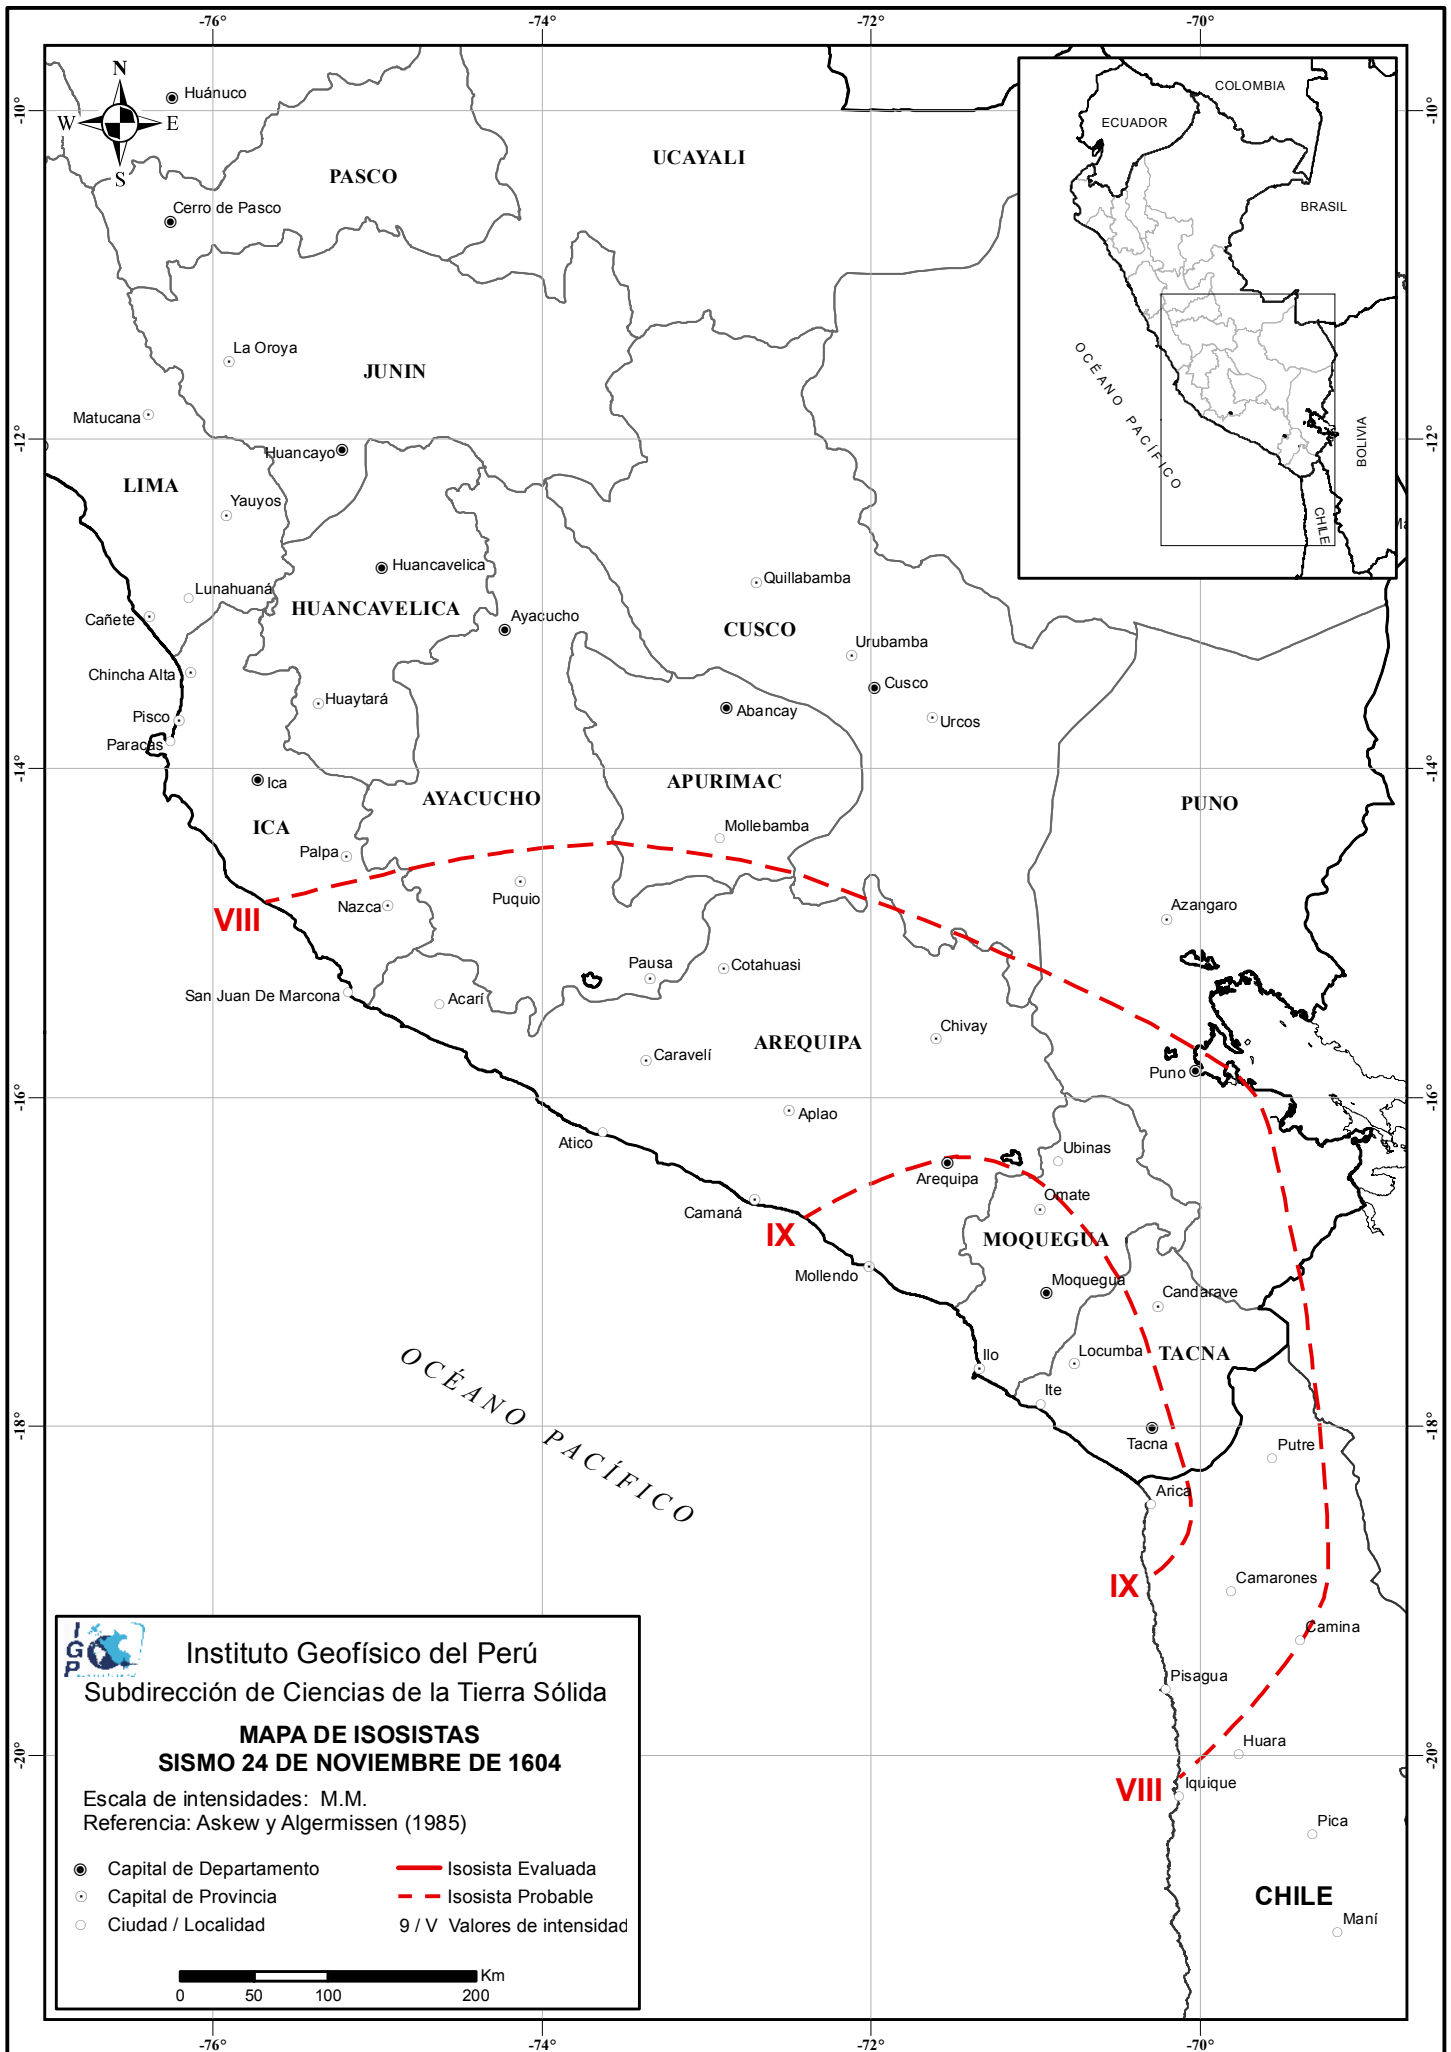 -76°
-74°
-72°
-70°
-10°
-12°
-14°
-16°
-18°
-20°
-10°
-12°
-14°
-16°
-18°
-20°
N
W
E
S
Huánuco
PASCO
UCAYALI
Cerro de Pasco
La Oroya
JUNIN
Matucana
Huancayo
LIMA
Yauyos
Huancavelica
Lunahuaná
HUANCAVELICA
Cañete
Ayacucho
Quillabamba
CUSCO
Urubamba
Chincha Alta
Cusco
Huaytará
Abancay
Urcos
Pisco
Paracas
Ica
AYACUCHO
APURIMAC
PUNO
ICA
Mollebamba
Palpa
Puquio
Nazca
VIII
Azangaro
Pausa
Cotahuasi
San Juan De Marcona
Acarí
Chivay
AREQUIPA
Caravelí
Puno
Aplao
Atico
Ubinas
Arequipa
Omate
Camaná
IX
MOQUEGUA
Mollendo
Moquegua
Candarave
Locumba
TACNA
Ilo
Ite
Tacna
Putre
OCÉANO PACÍFICO
Arica
IX
Camarones
Camina
Pisagua
Huara
VIII
Iquique
Pica
CHILE
Maní
COLOMBIA
ECUADOR
BRASIL
OCÉANO PACÍFICO
BOLIVIA
CHILE
IGP
Instituto Geofísico del Perú
Subdirección de Ciencias de la Tierra Sólida
MAPA DE ISOSISTAS
SISMO 24 DE NOVIEMBRE DE 1604
Escala de intensidades: M.M.
Referencia: Askew y Algermissen (1985)
Capital de Departamento
Isosista Evaluada
Capital de Provincia
Isosista Probable
Ciudad / Localidad
9 / V Valores de intensidad
Km
0
50
100
200
-76°
-74°
-72°
-70°